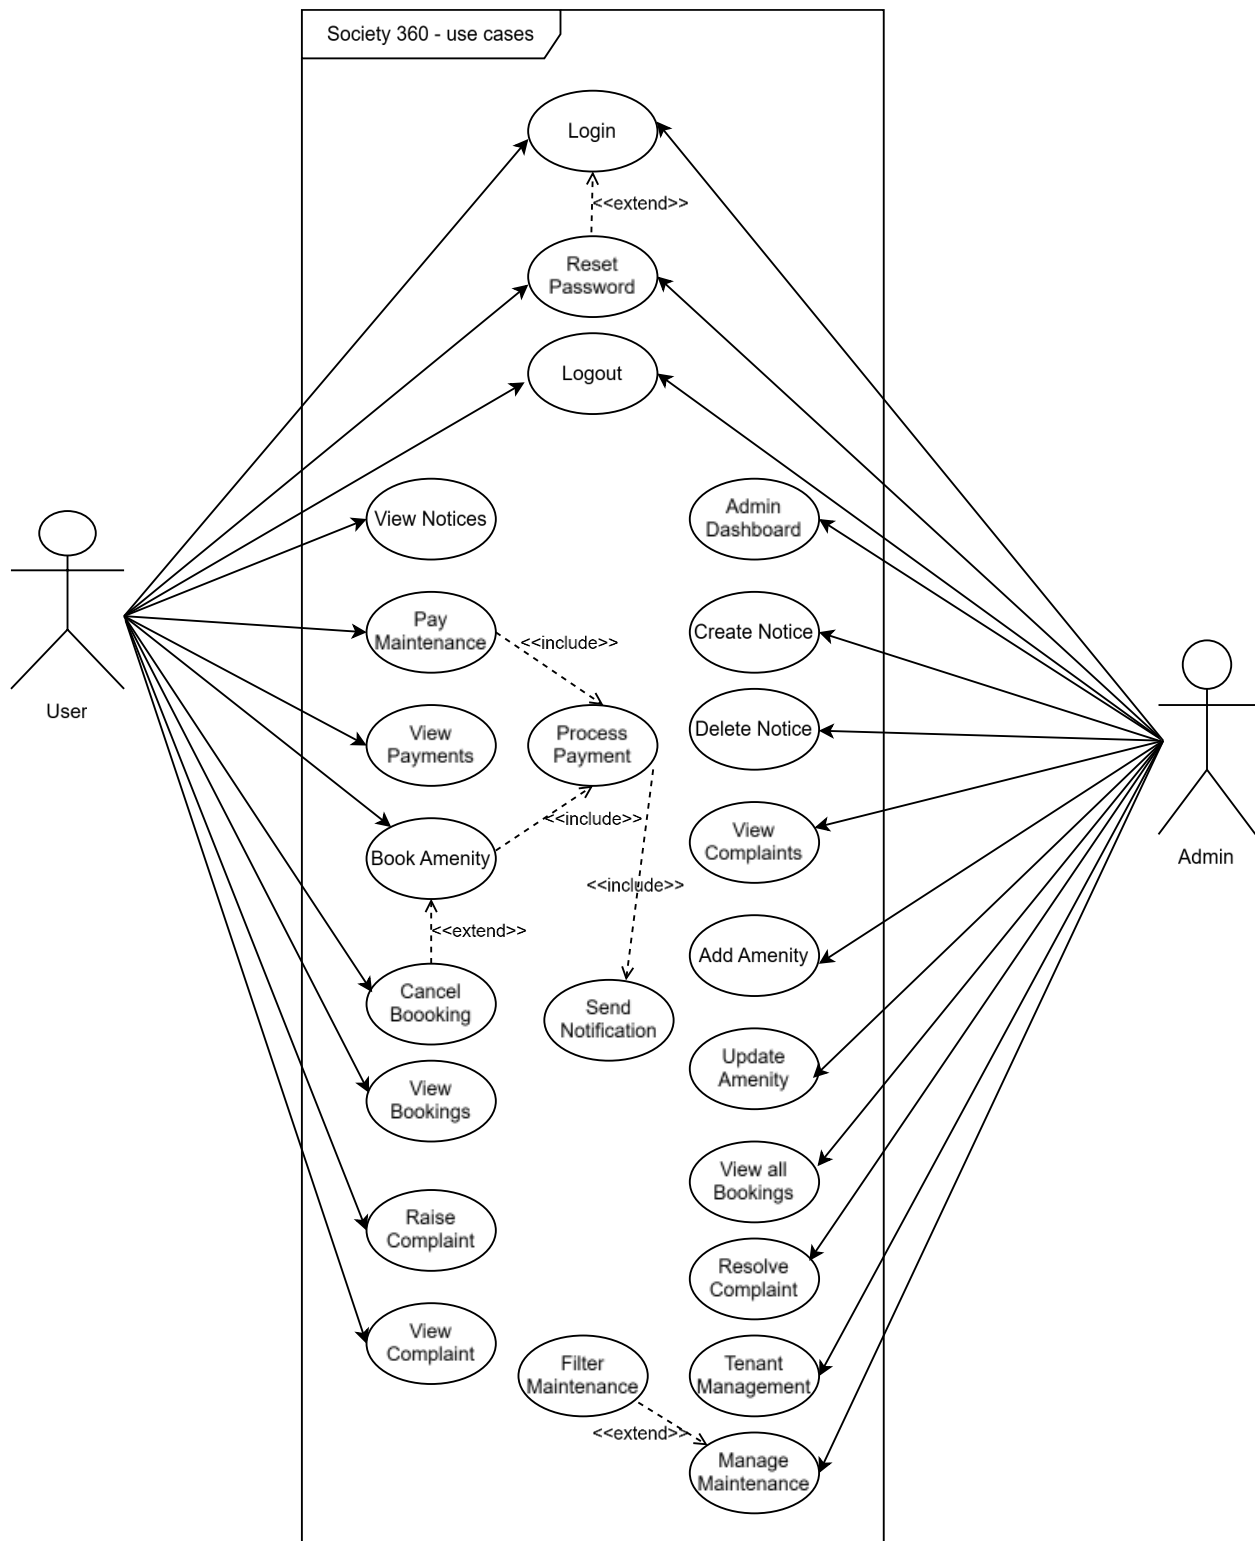 Society 360 - use cases
Login
<<extend>>
Reset
Password
Logout
View Notices
Admin
Dashboard
Pay
Maintenance
<<include>>
Create Notice
User
View
Payments
Process
Payment
Delete Notice
<<include>>
View
Complaints
Admin
Book Amenity
<<include>>
<<extend>>
Add Amenity
Cancel
Boooking
Send
Notification
Update
Amenity
View
Bookings
View all
Bookings
Raise
Complaint
Resolve
Complaint
View
Complaint
Filter
Maintenance
Tenant
Management
<<extend>>
Manage
Maintenance